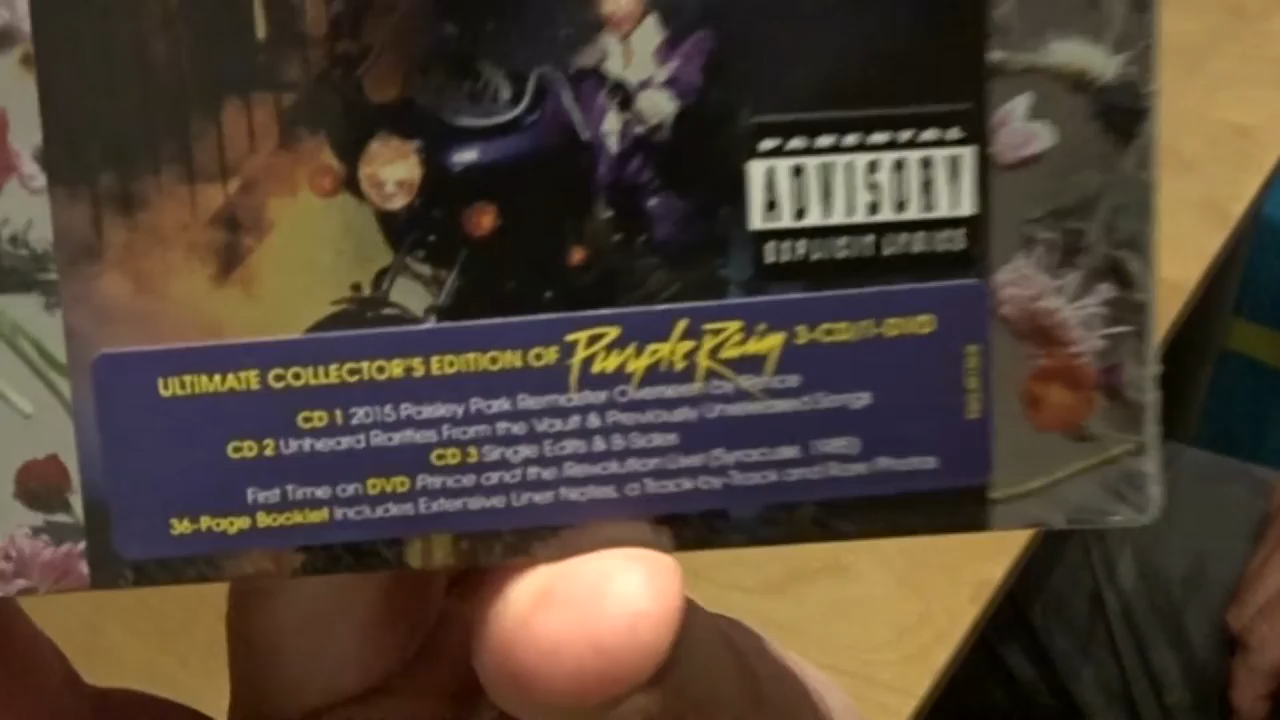 PARENTAL
ADVISORY
EXPLICIT LYRICS
ULTIMATE COLLECTOR'S EDITION OF Purple Rain 3-CD/1-DVD
CD 1 2015 Paisley Park Remaster Overseen by Prince
CD 2 Unheard Rarities From the Vault & Previously Unreleased Songs
CD 3 Single Edits & B-Sides
First Time on DVD Prince and the Revolution Live! (Syracuse, 1985)
36-Page Booklet Includes Extensive Liner Notes, a Track-by-Track and Rare Photos